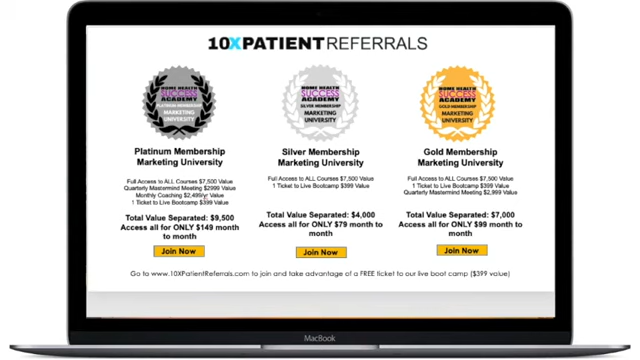 10XPATIENTREFERRALS
HOME HEALTH
SUCCESS
ACADEMY
PLATINUM MEMBERSHIP
MARKETING
UNIVERSITY
HOME HEALTH
SUCCESS
ACADEMY
SILVER MEMBERSHIP
MARKETING
UNIVERSITY
HOME HEALTH
SUCCESS
ACADEMY
GOLD MEMBERSHIP
MARKETING
UNIVERSITY
Platinum Membership
Marketing University
Full Access to ALL Courses $7,500 Value
Quarterly Mastermind Meeting $2999 Value
Monthly Coaching $2,499 Value
1 Ticket to Live Bootcamp $399 Value
Total Value Separated: $9,500
Access all for ONLY $149 month
to month
Join Now
Silver Membership
Marketing University
Full Access to ALL Courses $7,500 Value
1 Ticket to Live Bootcamp $399 Value
Total Value Separated: $4,000
Access all for ONLY $79 month to
month
Join Now
Gold Membership
Marketing University
Full Access to ALL Courses $7,500 Value
1 Ticket to Live Bootcamp $399 Value
Quarterly Mastermind Meeting $2,999 Value
Total Value Separated: $7,000
Access all for ONLY $99 month to
month
Join Now
Go to www.10XPatientReferrals.com to join and take advantage of a FREE ticket to our live boot camp ($399 value)
MacBook